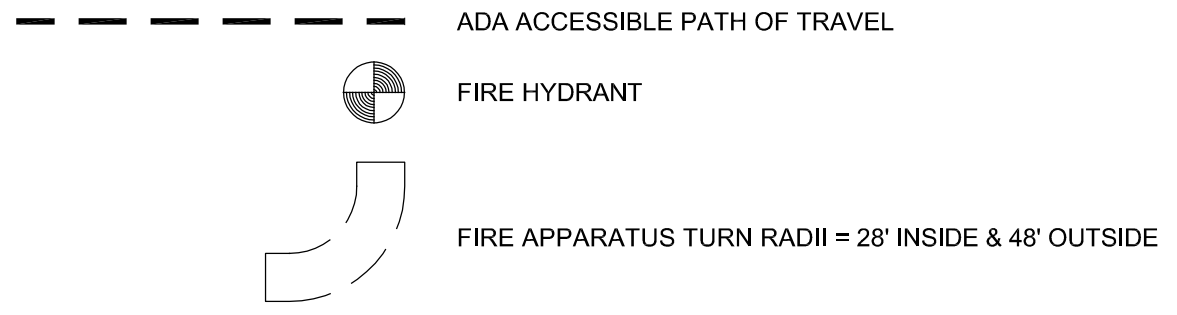 ADA ACCESSIBLE PATH OF TRAVEL
FIRE HYDRANT
FIRE APPARATUS TURN RADII = 28' INSIDE & 48' OUTSIDE